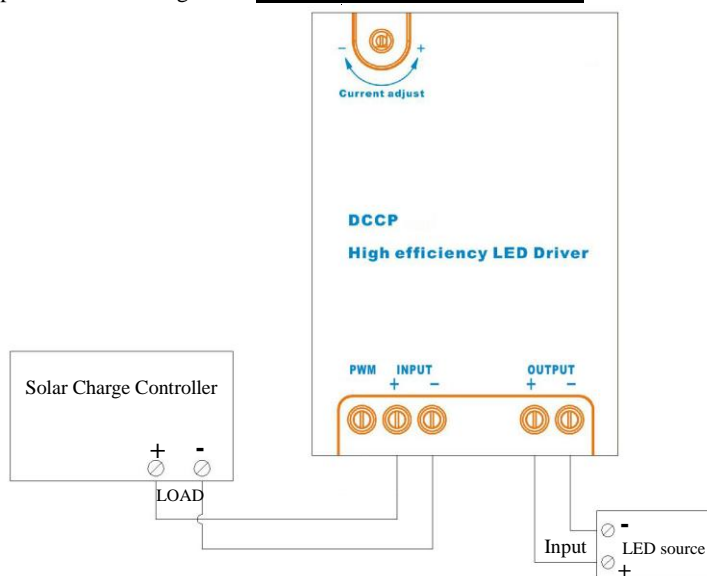 - +
Current adjust
DCCP
High efficiency LED Driver
PWM INPUT OUTPUT
+ - + -
Solar Charge Controller
+ -
LOAD
-
Input LED source
+